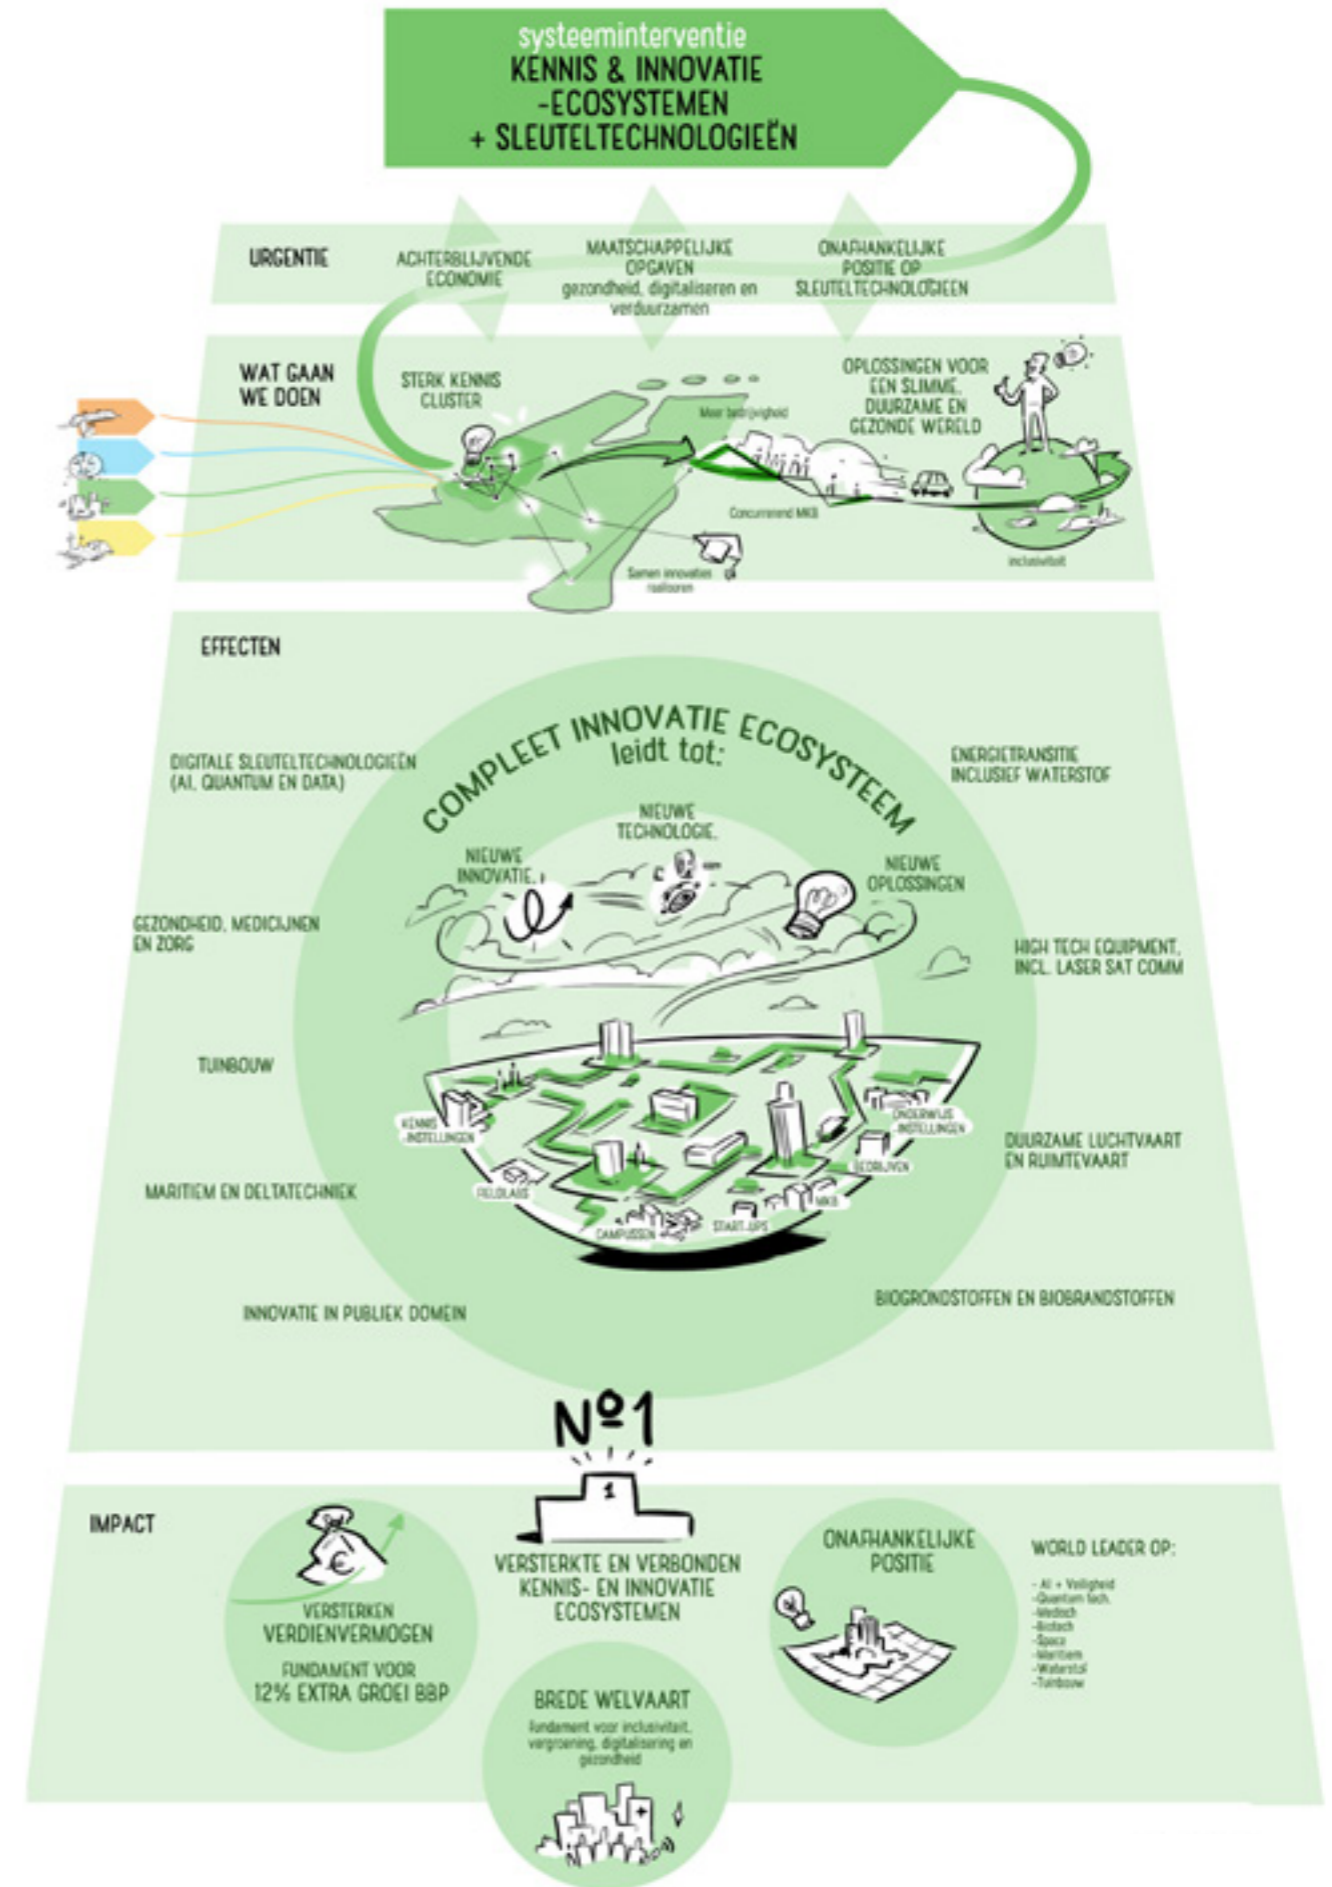 systeeminterventie
KENNIS & INNOVATIE
-ECOSYSTEMEN
+ SLEUTELTECHNOLOGIEËN
URGENTIE
ACHTERBLIJVENDE
ECONOMIE
MAATSCHAPPELIJKE
OPGAVEN
gezondheid, digitaliseren en
verduurzamen
ONAFHANKELIJKE
POSITIE OP
SLEUTELTECHNOLOGIEEN
WAT GAAN
WE DOEN
STERK KENNIS
CLUSTER
Meer bedrijvigheid
OPLOSSINGEN VOOR
EEN SLIMME,
DUURZAME EN
GEZONDE WERELD
Concurrerend MKB
Samen innovaties
realiseren
inclusiviteit
EFFECTEN
COMPLEET INNOVATIE ECOSYSTEEM
leidt tot:
DIGITALE SLEUTELTECHNOLOGIEËN
(AI, QUANTUM EN DATA)
ENERGIETRANSITIE
INCLUSIEF WATERSTOF
NIEUWE
TECHNOLOGIE,
NIEUWE
INNOVATIE,
NIEUWE
OPLOSSINGEN
GEZONDHEID, MEDICIJNEN
EN ZORG
HIGH TECH EQUIPMENT,
INCL. LASER SAT COMM
TUINBOUW
KENNIS
-INSTELLINGEN
ONDERWIJS
-INSTELLINGEN
BEDRIJVEN
DUURZAME LUCHTVAART
EN RUIMTEVAART
MARITIEM EN DELTATECHNIEK
FIELDLABS
MKB
START-UPS
CAMPUSSEN
INNOVATIE IN PUBLIEK DOMEIN
BIOGRONDSTOFFEN EN BIOBRANDSTOFFEN
Nº1
1
IMPACT
€
VERSTERKEN
VERDIENVERMOGEN
FUNDAMENT VOOR
12% EXTRA GROEI BBP
VERSTERKTE EN VERBONDEN
KENNIS- EN INNOVATIE
ECOSYSTEMEN
BREDE WELVAART
fundament voor inclusiviteit,
vergroening, digitalisering en
gezondheid
ONAFHANKELIJKE
POSITIE
WORLD LEADER OP:
- AI + Veiligheid
-Quantum tech.
-Medisch
-Biotech
-Space
-Maritiem
-Waterstof
-Tuinbouw